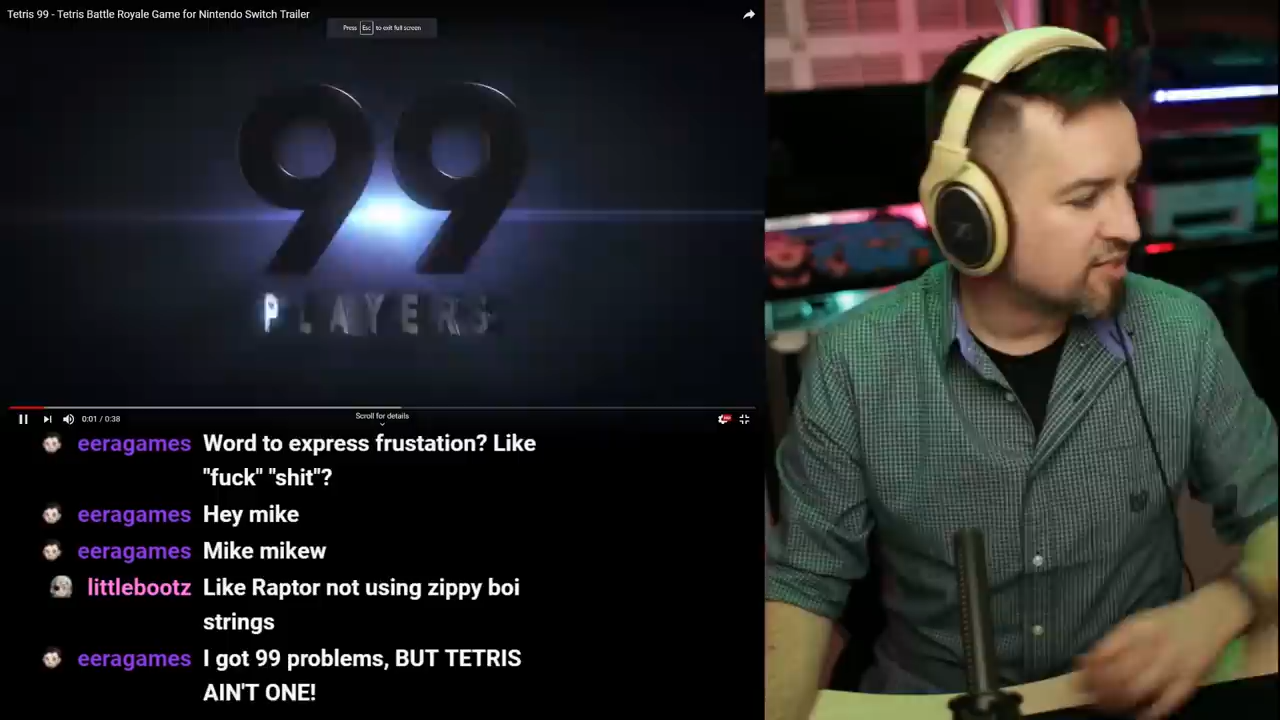 Tetris 99 - Tetris Battle Royale Game for Nintendo Switch Trailer
Press Esc to exit full screen
99
PLAYERS
0:01 / 0:38
Scroll for details
eeragames Word to express frustation? Like
"fuck" "shit"?
eeragames Hey mike
eeragames Mike mikew
littlebootz Like Raptor not using zippy boi
strings
eeragames I got 99 problems, BUT TETRIS
AIN'T ONE!